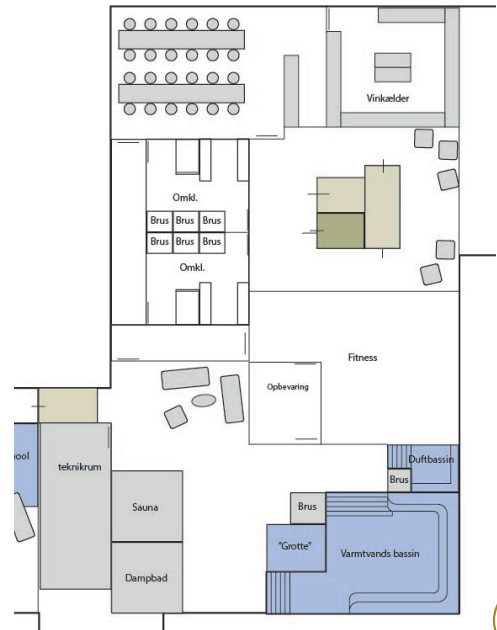 Vinkælder
Omkl.
Brus Brus Brus
Brus Brus Brus
Omkl.
Fitness
Opbevaring
ool
teknikrum
Duftbassin
Brus
Sauna
Brus
"Grotte"
Varmtvands bassin
Dampbad